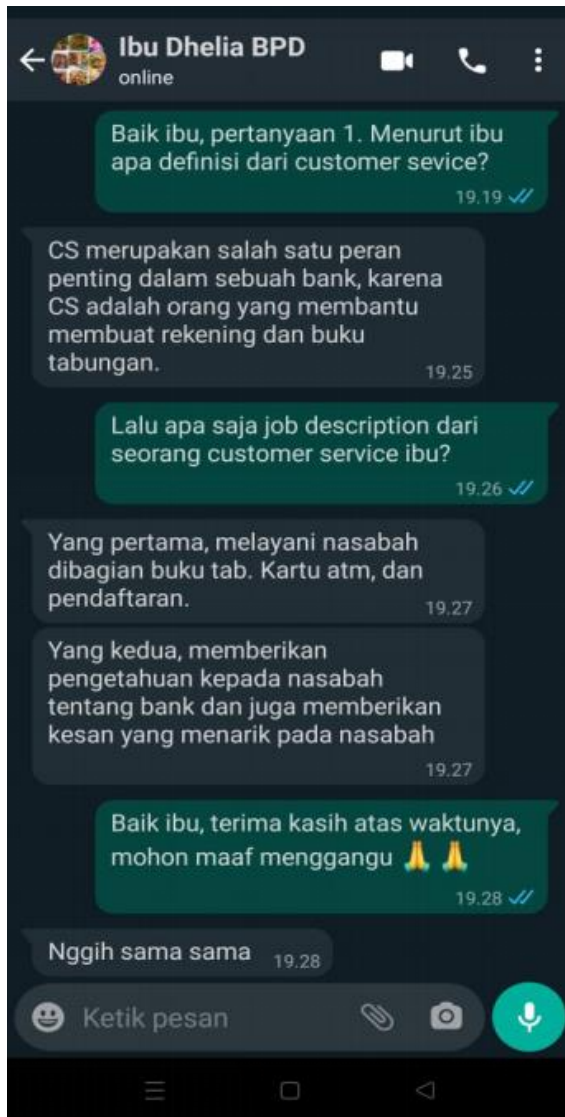 Ibu Dhelia BPD
online
Baik ibu, pertanyaan 1. Menurut ibu
apa definisi dari customer sevice?
19.19
CS merupakan salah satu peran
penting dalam sebuah bank, karena
CS adalah orang yang membantu
membuat rekening dan buku
tabungan.
19.25
Lalu apa saja job description dari
seorang customer service ibu?
19.26
Yang pertama, melayani nasabah
dibagian buku tab. Kartu atm, dan
pendaftaran.
19.27
Yang kedua, memberikan
pengetahuan kepada nasabah
tentang bank dan juga memberikan
kesan yang menarik pada nasabah
19.27
Baik ibu, terima kasih atas waktunya,
mohon maaf menggangu 🙏 🙏
19.28
Nggih sama sama 19.28
Ketik pesan